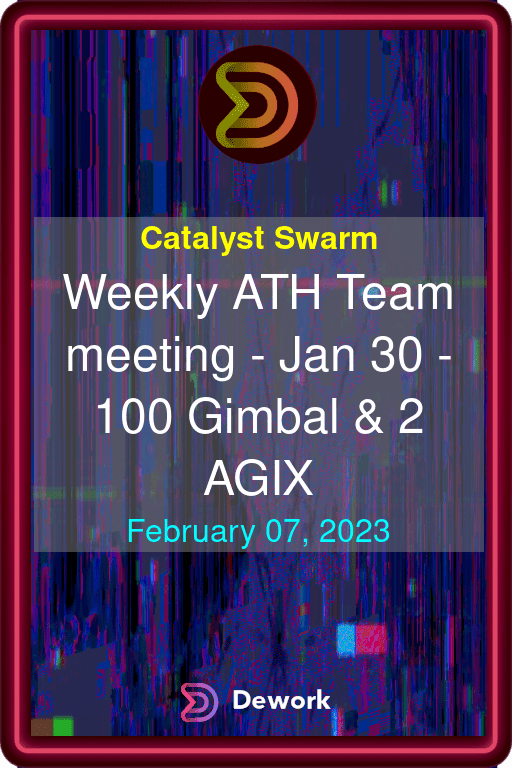 Catalyst Swarm
Weekly ATH Team
meeting - Jan 30 -
100 Gimbal & 2
AGIX
February 07, 2023
Dework